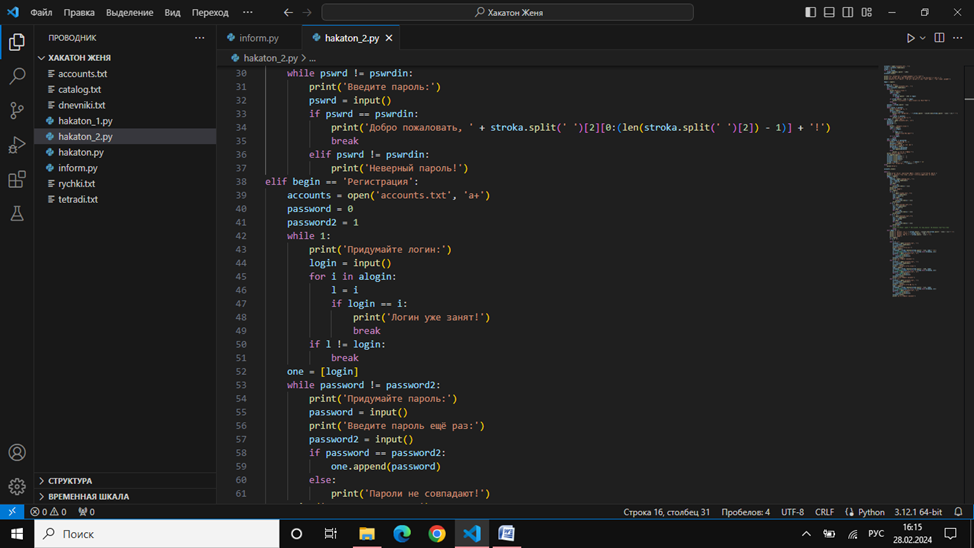 Файл Правка Выделение Вид Переход ··· Хакатон Женя
ПРОВОДНИК ···
ХАКАТОН ЖЕНЯ
accounts.txt
catalog.txt
dnevniki.txt
hakaton_1.py
hakaton_2.py
hakaton.py
inform.py
rychki.txt
tetradi.txt
СТРУКТУРА
ВРЕМЕННАЯ ШКАЛА
inform.py hakaton_2.py
hakaton_2.py > ...
30 while pswrd != pswrdin:
31 print('Введите пароль:')
32 pswrd = input()
33 if pswrd == pswrdin:
34 print('Добро пожаловать, ' + stroka.split(' ')[2][0:(len(stroka.split(' ')[2]) - 1)] + '!')
35 break
36 elif pswrd != pswrdin:
37 print('Неверный пароль!')
38 elif begin == 'Регистрация':
39 accounts = open('accounts.txt', 'a+')
40 password = 0
41 password2 = 1
42 while 1:
43 print('Придумайте логин:')
44 login = input()
45 for i in alogin:
46 l = i
47 if login == i:
48 print('Логин уже занят!')
49 break
50 if l != login:
51 break
52 one = [login]
53 while password != password2:
54 print('Придумайте пароль:')
55 password = input()
56 print('Введите пароль ещё раз:')
57 password2 = input()
58 if password == password2:
59 one.append(password)
60 else:
61 print('Пароли не совпадают!')
0 0 0 Строка 16, столбец 31 Пробелов: 4 UTF-8 CRLF Python 3.12.1 64-bit
Поиск РУС 16:15
28.02.2024